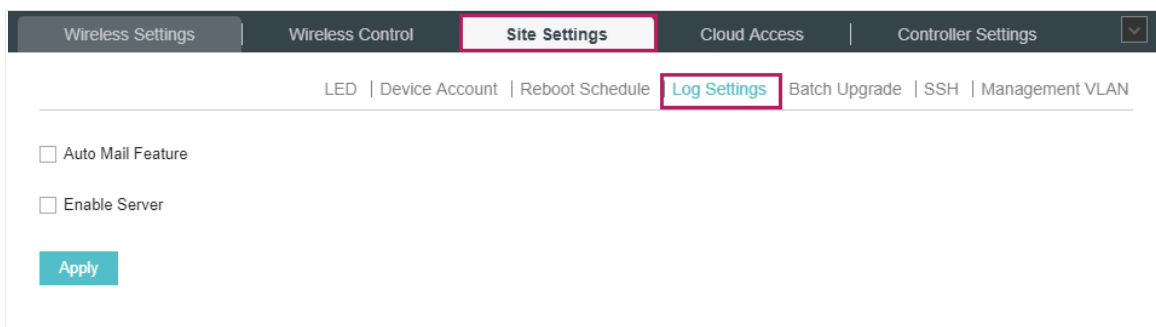 Wireless Settings | Wireless Control Site Settings Cloud Access | Controller Settings
LED | Device Account | Reboot Schedule | Log Settings Batch Upgrade | SSH | Management VLAN
Auto Mail Feature
Enable Server
Apply